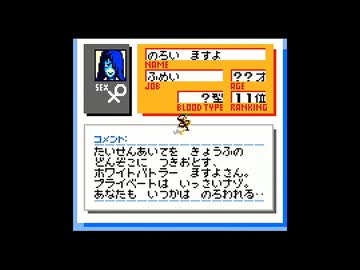 のろい ますよ
NAME
ふめい
JOB
??才
AGE
SEX
?型
BLOOD TYPE
11位
RANKING
コメント:
たいせんあいてを きょうふの
どんぞこに つきおとす、
ホワイトバトラー ますよさん。
プライベートは いっさいナゾ。
あなたも いつかは のろわれる‥